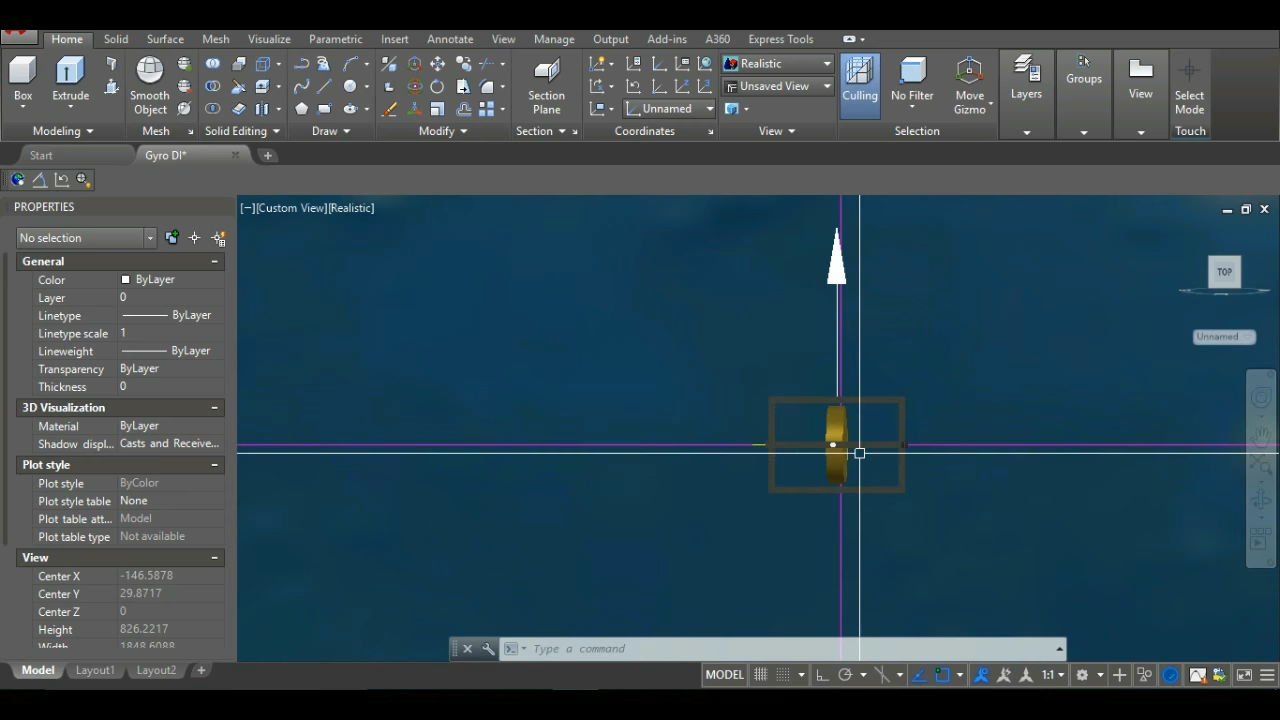 Home Solid Surface Mesh Visualize Parametric Insert Annotate View Manage Output Add-ins A360 Express Tools
Realistic
Unsaved View
Box Extrude Smooth Object Section Plane Unnamed Culling No Filter Move Gizmo Layers Groups View Select Mode
Modeling Mesh Solid Editing Draw Modify Section Coordinates View Selection Touch
Start Gyro DI*
PROPERTIES
[−][Custom View][Realistic]
No selection
General
Color ByLayer
Layer 0
Linetype ByLayer
Linetype scale 1
Lineweight ByLayer
Transparency ByLayer
Thickness 0
3D Visualization
Material ByLayer
Shadow displ... Casts and Receive...
Plot style
Plot style ByColor
Plot style table None
Plot table att... Model
Plot table type Not available
View
Center X -146.5878
Center Y 29.8717
Center Z 0
Height 826.2217
Width 1848.6088
TOP
Unnamed
Type a command
Model Layout1 Layout2
MODEL 1:1